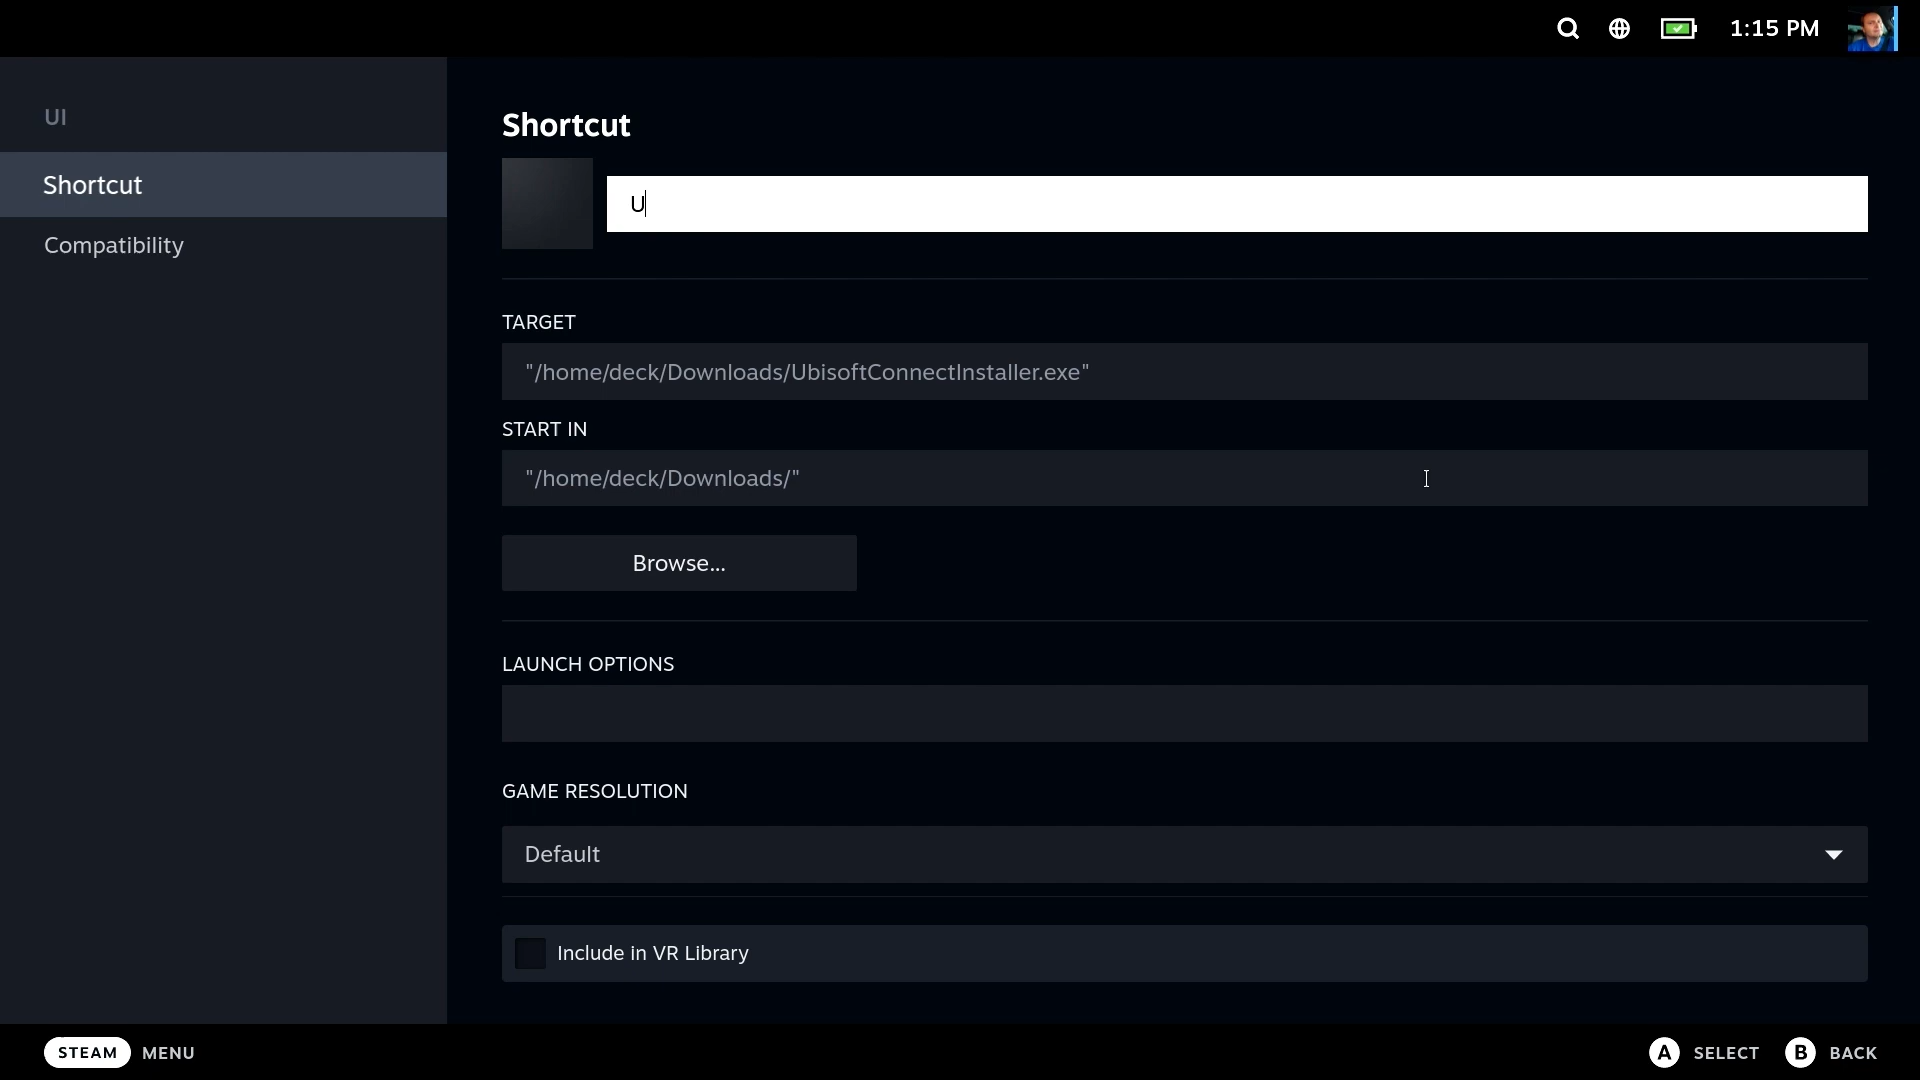 1:15 PM
UI
Shortcut
Compatibility
Shortcut
U
TARGET
"/home/deck/Downloads/UbisoftConnectInstaller.exe"
START IN
"/home/deck/Downloads/"
Browse...
LAUNCH OPTIONS
GAME RESOLUTION
Default
Include in VR Library
STEAM MENU
A SELECT B BACK